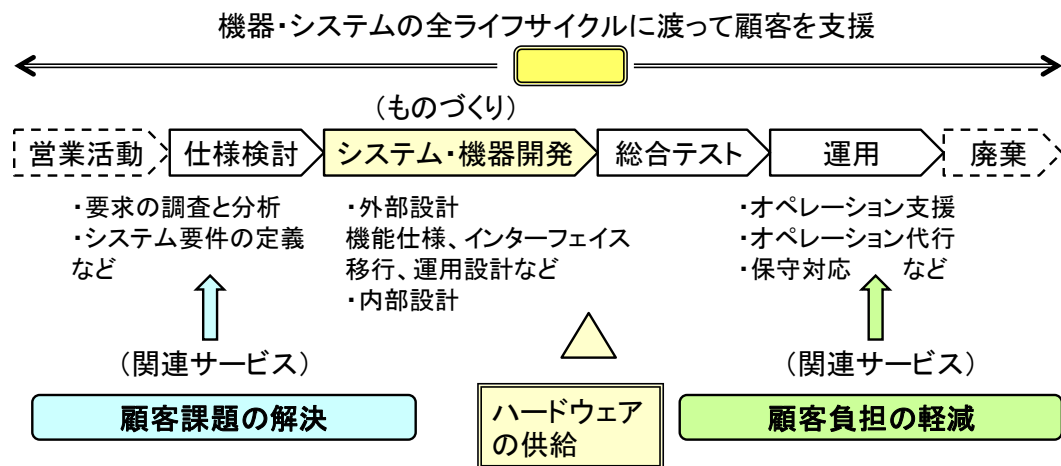 機器・システムの全ライフサイクルに渡って顧客を支援
（ものづくり）
営業活動
仕様検討
システム・機器開発
総合テスト
運用
廃棄
・要求の調査と分析
・システム要件の定義
など
・外部設計
機能仕様、インターフェイス
移行、運用設計など
・内部設計
・オペレーション支援
・オペレーション代行
・保守対応　など
（関連サービス）
顧客課題の解決
ハードウェア
の供給
（関連サービス）
顧客負担の軽減